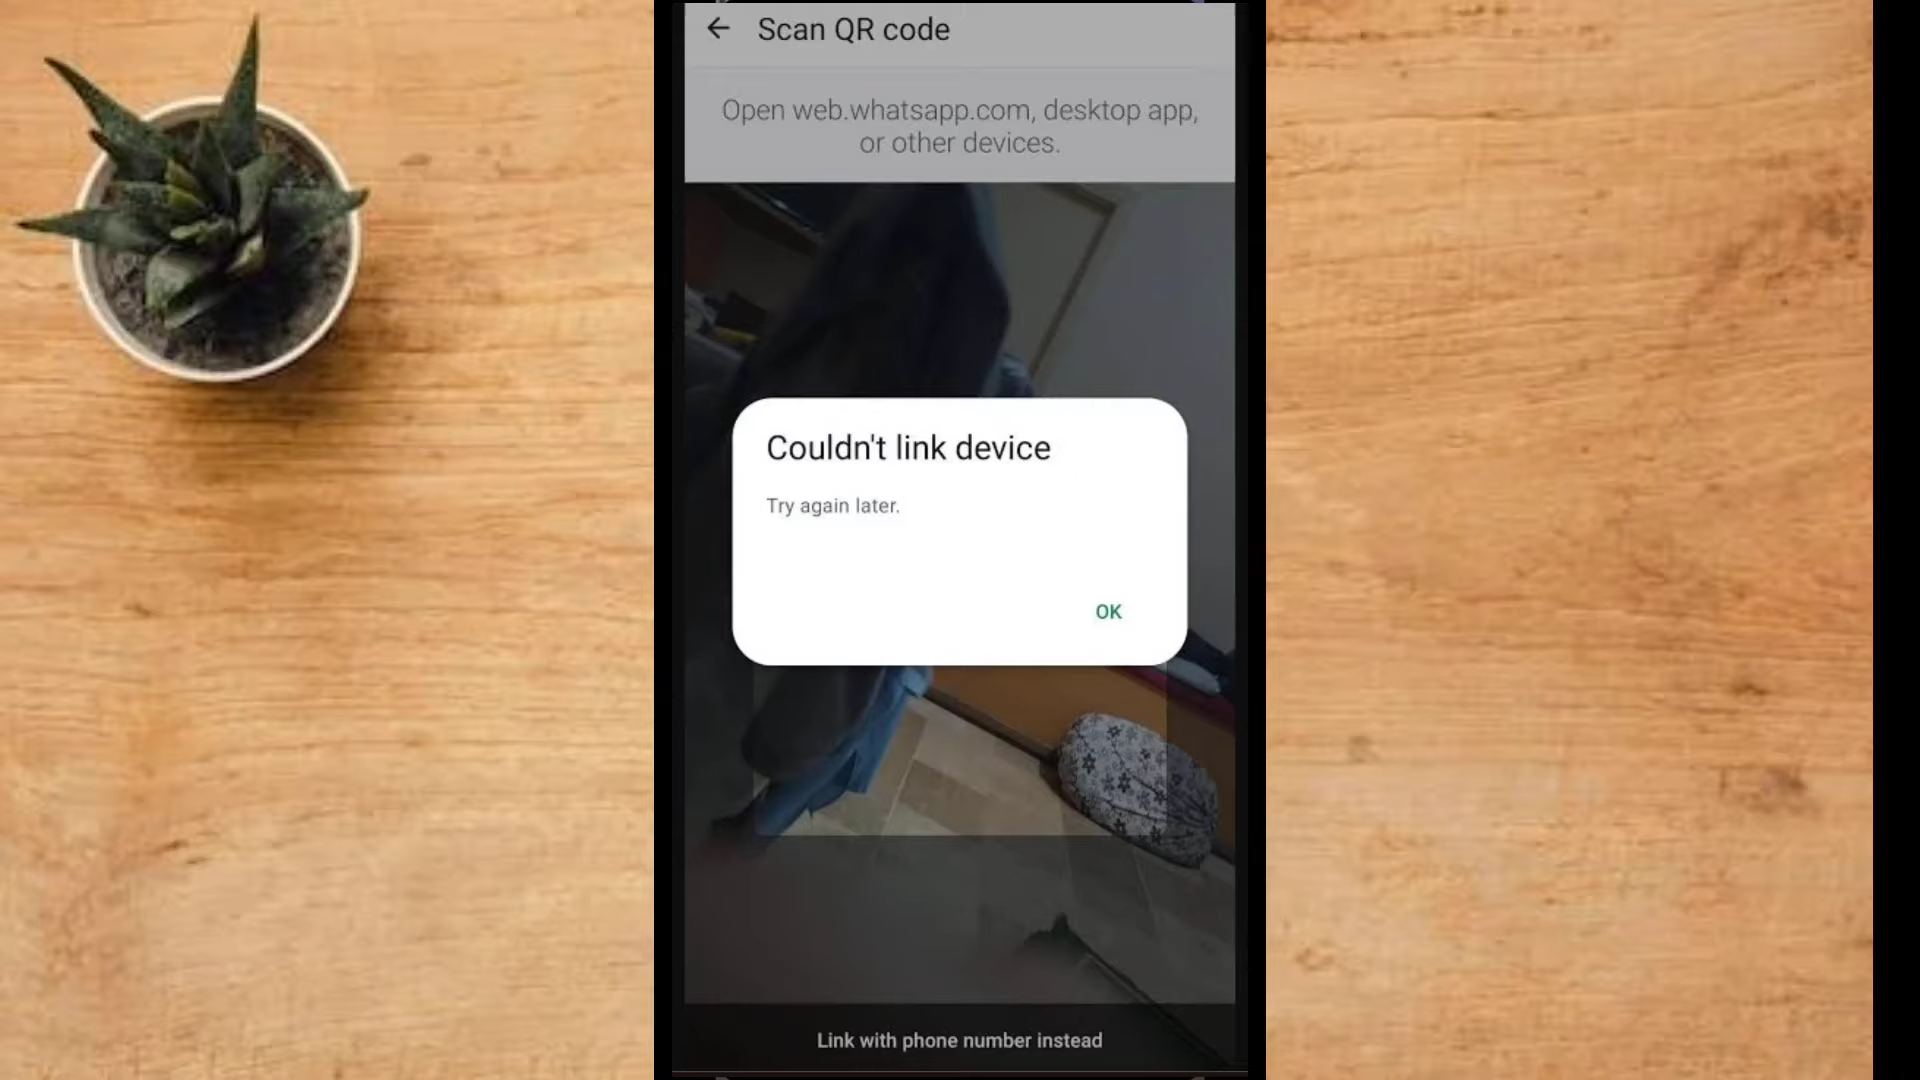 Scan QR code
Open web.whatsapp.com, desktop app,
or other devices.
Couldn't link device
Try again later.
OK
Link with phone number instead